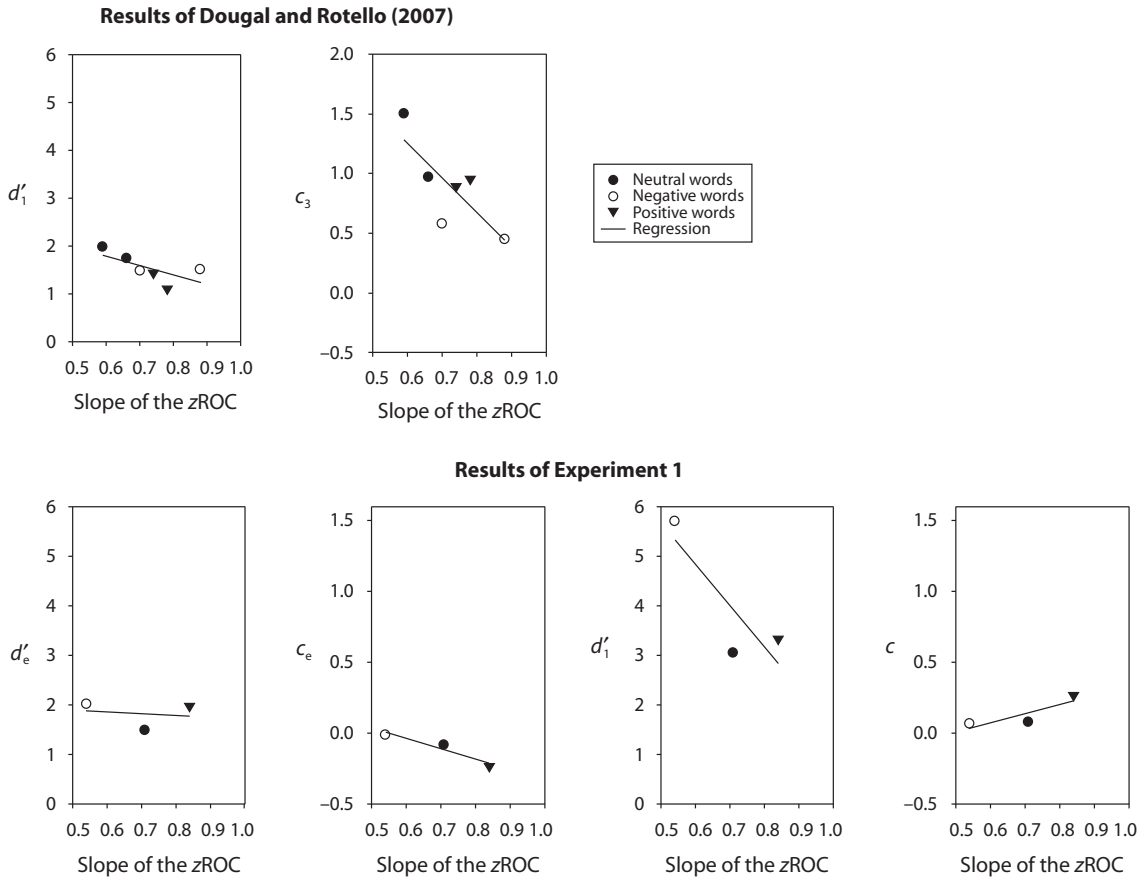 Results of Dougal and Rotello (2007)
6
5
4
3
2
1
0
d′1
0.5 0.6 0.7 0.8 0.9 1.0
Slope of the zROC
2.0
1.5
1.0
0.5
0.0
−0.5
c3
0.5 0.6 0.7 0.8 0.9 1.0
Slope of the zROC
Neutral words
Negative words
Positive words
Regression
Results of Experiment 1
6
5
4
3
2
1
0
d′e
0.5 0.6 0.7 0.8 0.9 1.0
Slope of the zROC
1.5
1.0
0.5
0.0
−0.5
ce
0.5 0.6 0.7 0.8 0.9 1.0
Slope of the zROC
6
5
4
3
2
1
0
d′1
0.5 0.6 0.7 0.8 0.9 1.0
Slope of the zROC
1.5
1.0
0.5
0.0
−0.5
c
0.5 0.6 0.7 0.8 0.9 1.0
Slope of the zROC